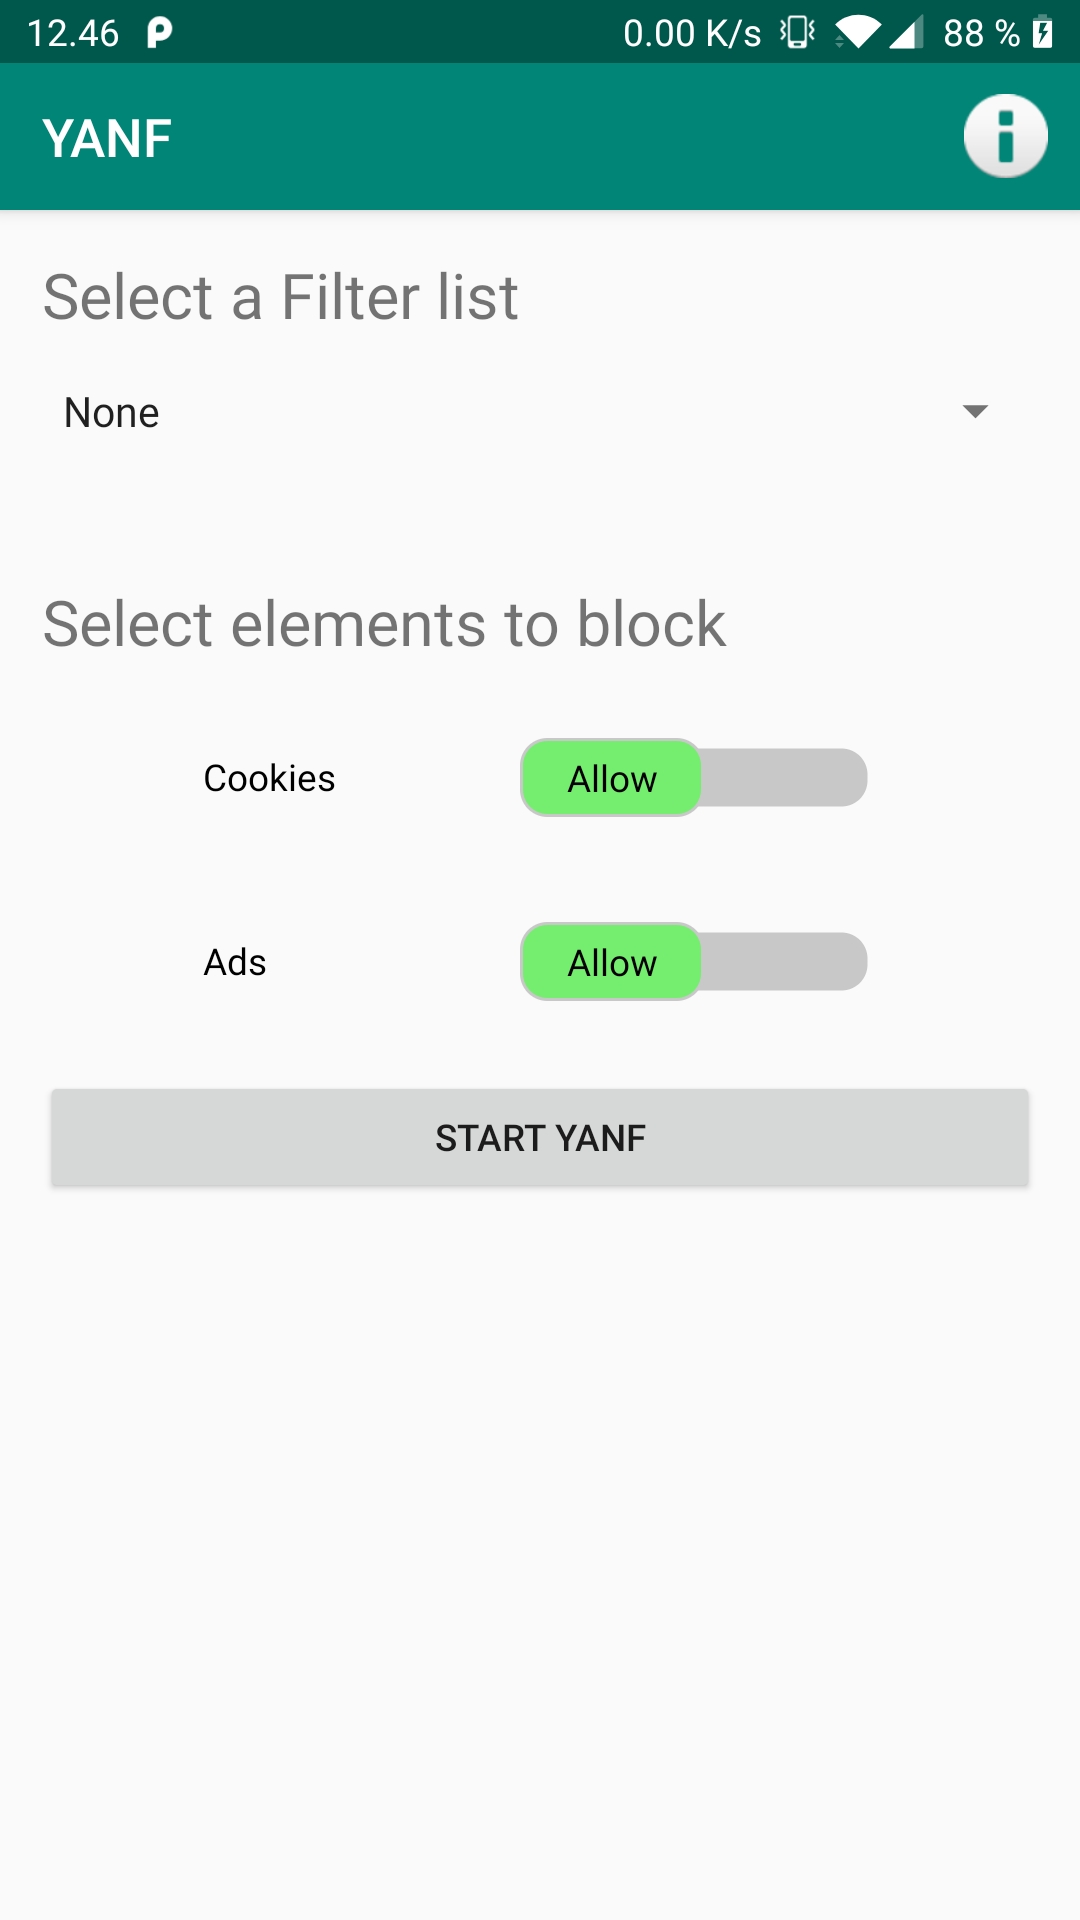 12.46 0.00 K/s 88 %
YANF
Select a Filter list
None
Select elements to block
Cookies Allow
Ads Allow
START YANF